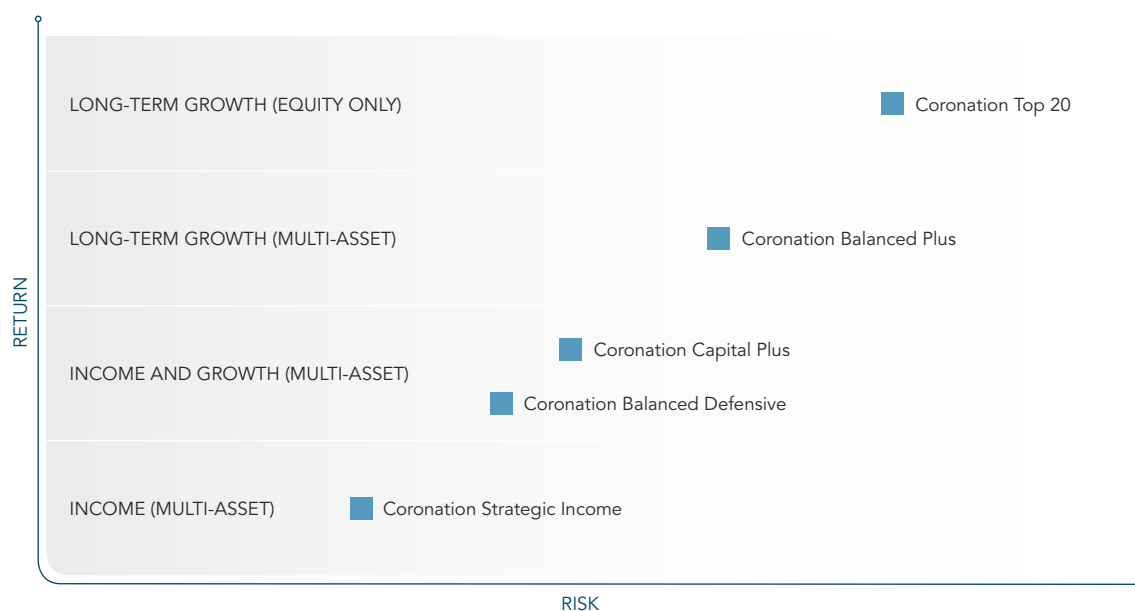 LONG-TERM GROWTH (EQUITY ONLY)
Coronation Top 20
LONG-TERM GROWTH (MULTI-ASSET)
Coronation Balanced Plus
RETURN
Coronation Capital Plus
INCOME AND GROWTH (MULTI-ASSET)
Coronation Balanced Defensive
INCOME (MULTI-ASSET)
Coronation Strategic Income
RISK